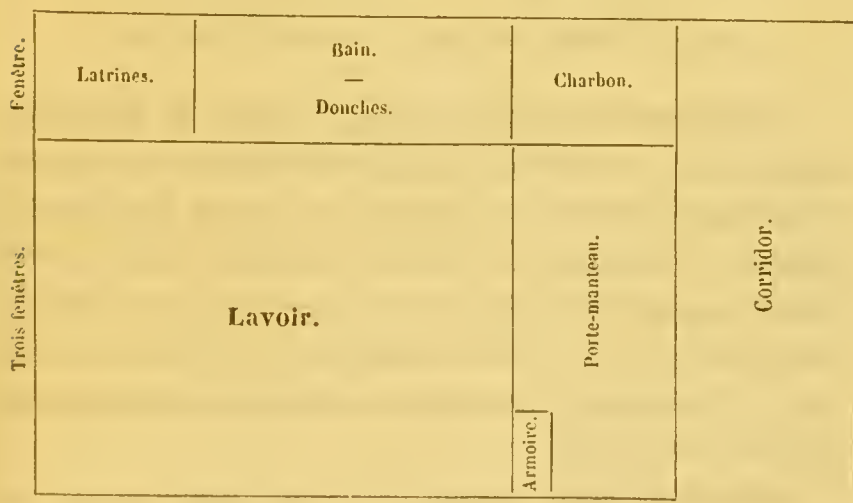 Fenêtre.
Latrines.
Bain.
—
Douches.
Charbon.
Trois fenêtres.
Lavoir.
Porte-manteau.
Armoire.
Corridor.